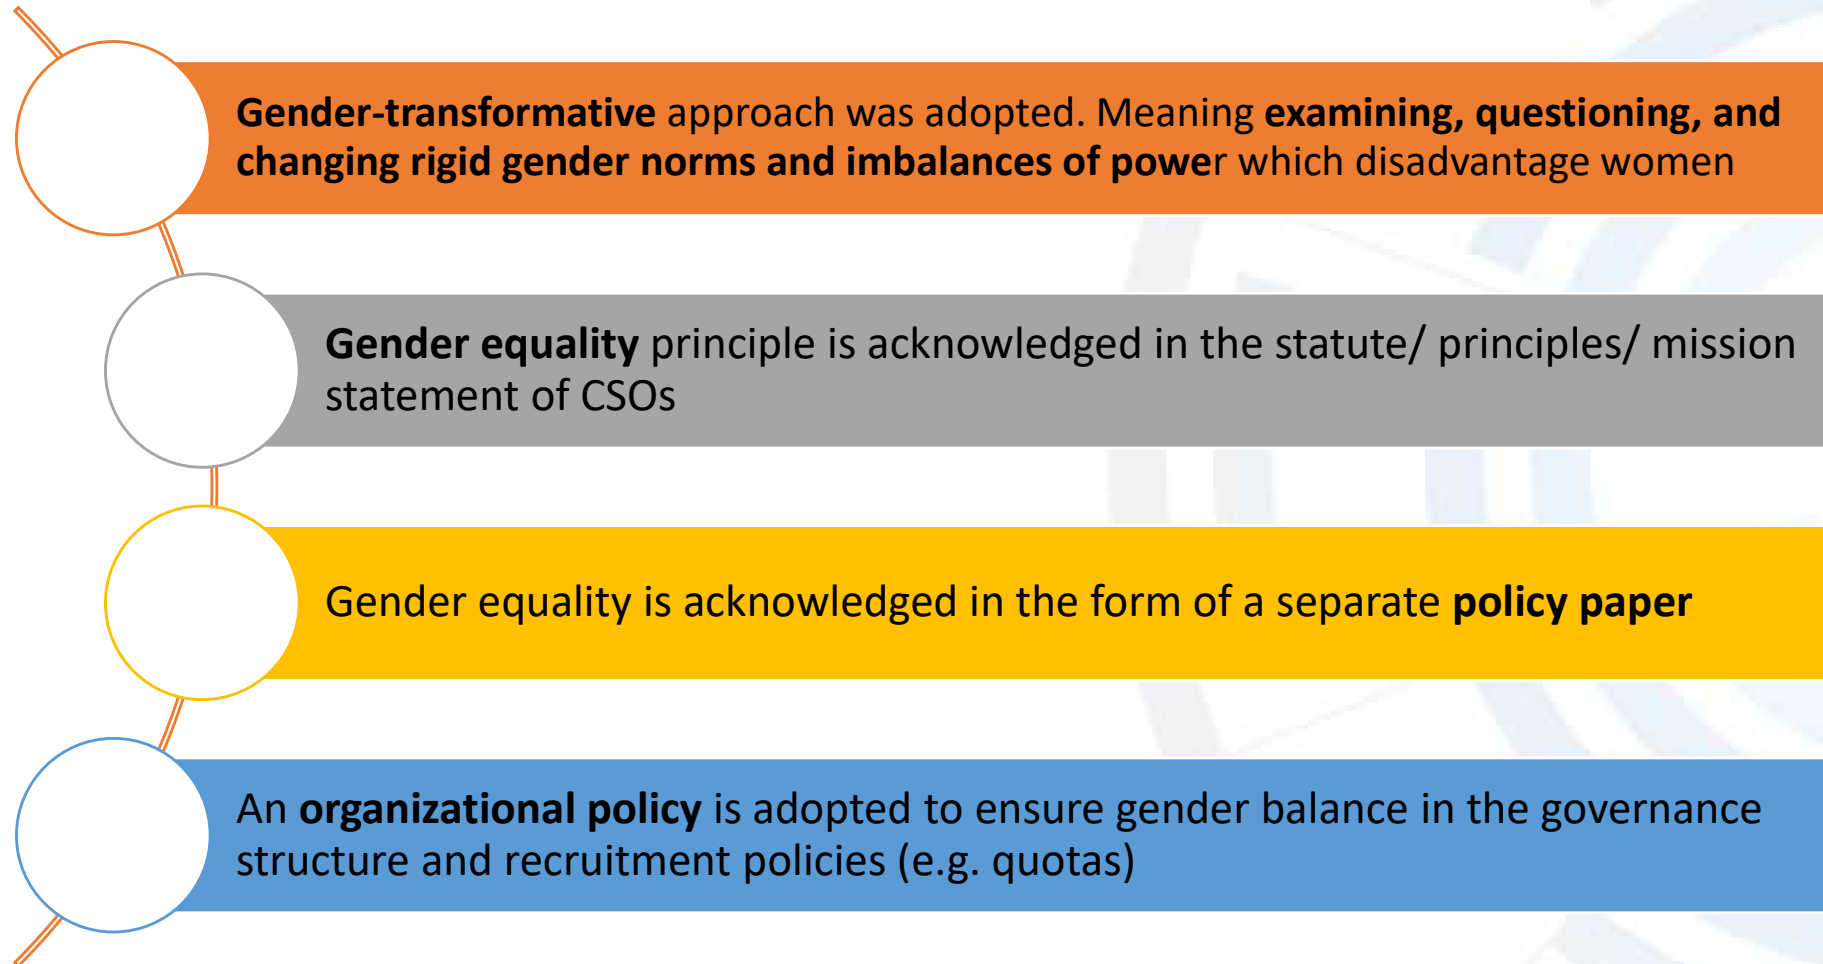 Gender-transformative approach was adopted. Meaning examining, questioning, and
changing rigid gender norms and imbalances of power which disadvantage women
Gender equality principle is acknowledged in the statute/ principles/ mission
statement of CSOs
Gender equality is acknowledged in the form of a separate policy paper
An organizational policy is adopted to ensure gender balance in the governance
structure and recruitment policies (e.g. quotas)